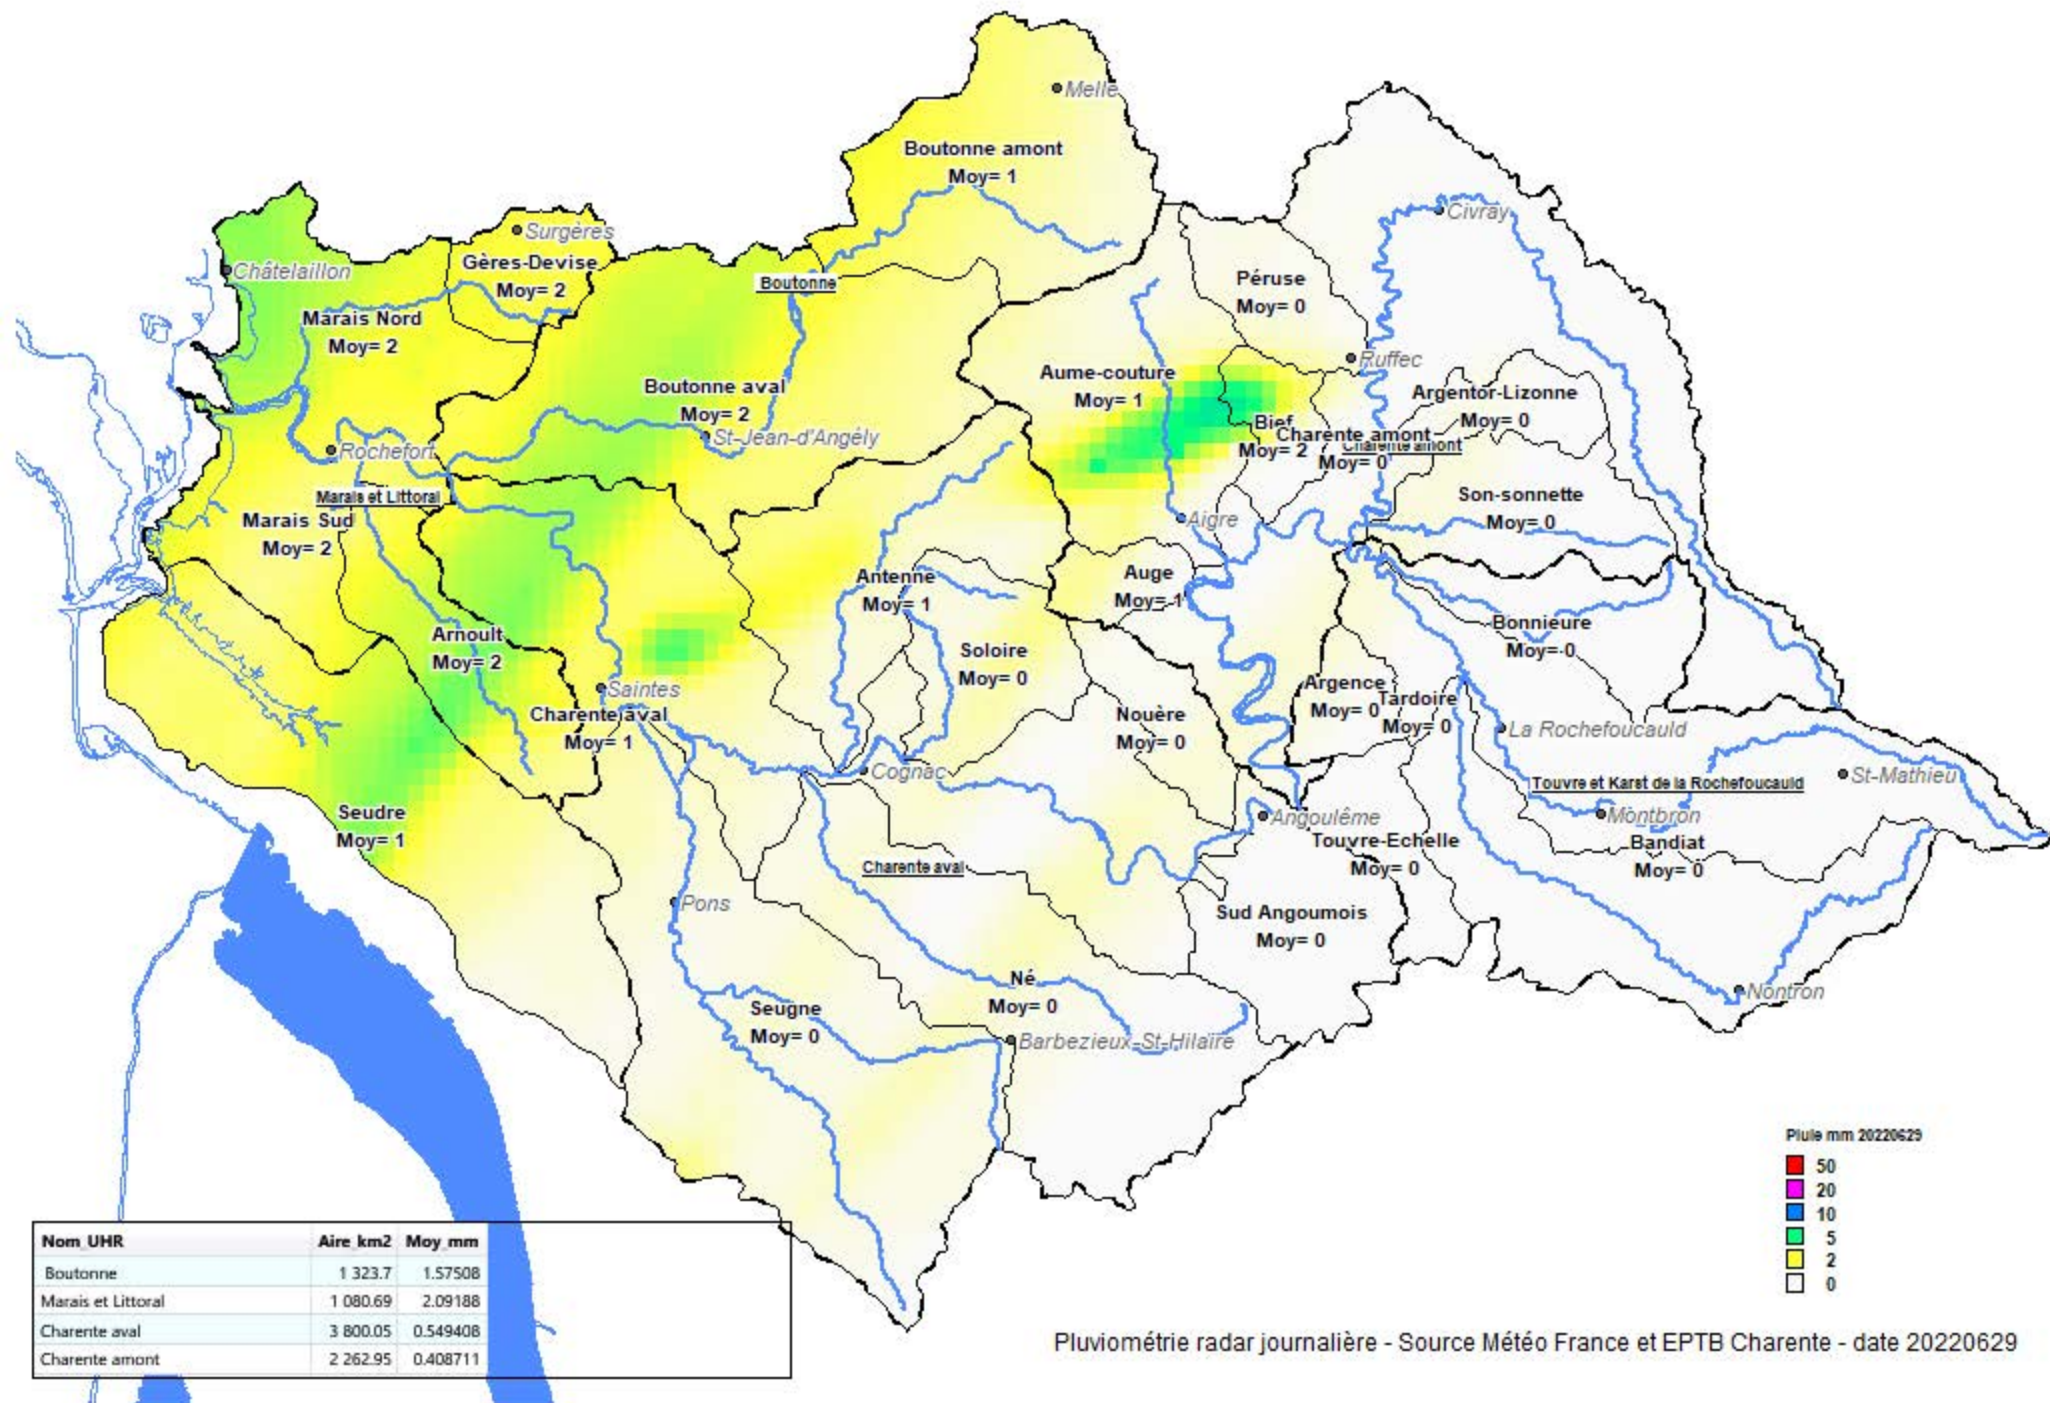 Melle
Boutonne amont
Moy= 1
Civray
Surgères
Châtelaillon
Gères-Devise
Moy= 2
Boutonne
Péruse
Moy= 0
Marais Nord
Moy= 2
Ruffec
Aume-couture
Moy= 1
Boutonne aval
Moy= 2
Argentor-Lizonne
Moy= 0
Bief
Moy= 2
Charente amont
Moy= 0
Charente amont
St-Jean-d'Angély
Rochefort
Marais et Littoral
Son-sonnette
Moy= 0
Marais Sud
Moy= 2
Aigre
Antenne
Moy= 1
Auge
Moy= 1
Bonnieure
Moy= 0
Arnoult
Moy= 2
Soloire
Moy= 0
Saintes
Argence
Moy= 0
Tardoire
Moy= 0
Charente aval
Moy= 1
Nouère
Moy= 0
La Rochefoucauld
Cognac
Touvre et Karst de la Rochefoucauld
St-Mathieu
Seudre
Moy= 1
Angoulême
Montbron
Touvre-Echelle
Moy= 0
Bandiat
Moy= 0
Charente aval
Pons
Sud Angoumois
Moy= 0
Né
Moy= 0
Nontron
Seugne
Moy= 0
Barbezieux-St-Hilaire
Pluie mm 20220629
50
20
10
5
2
0
Nom_UHR Aire_km2 Moy_mm
Boutonne 1 323.7 1.57508
Marais et Littoral 1 080.69 2.09188
Charente aval 3 800.05 0.549408
Charente amont 2 262.95 0.408711
Pluviométrie radar journalière - Source Météo France et EPTB Charente - date 20220629